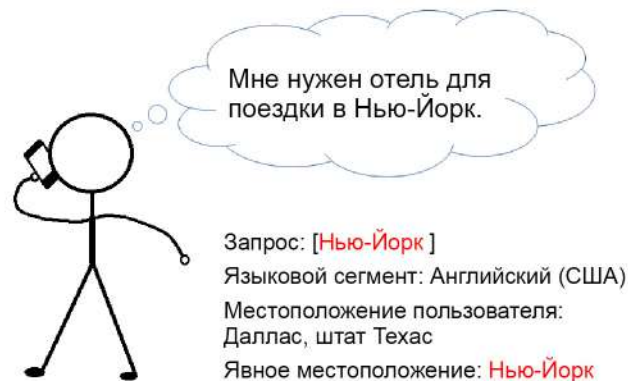 Мне нужен отель для
поездки в Нью-Йорк.
Запрос: [Нью-Йорк ]
Языковой сегмент: Английский (США)
Местоположение пользователя:
Даллас, штат Техас
Явное местоположение: Нью-Йорк